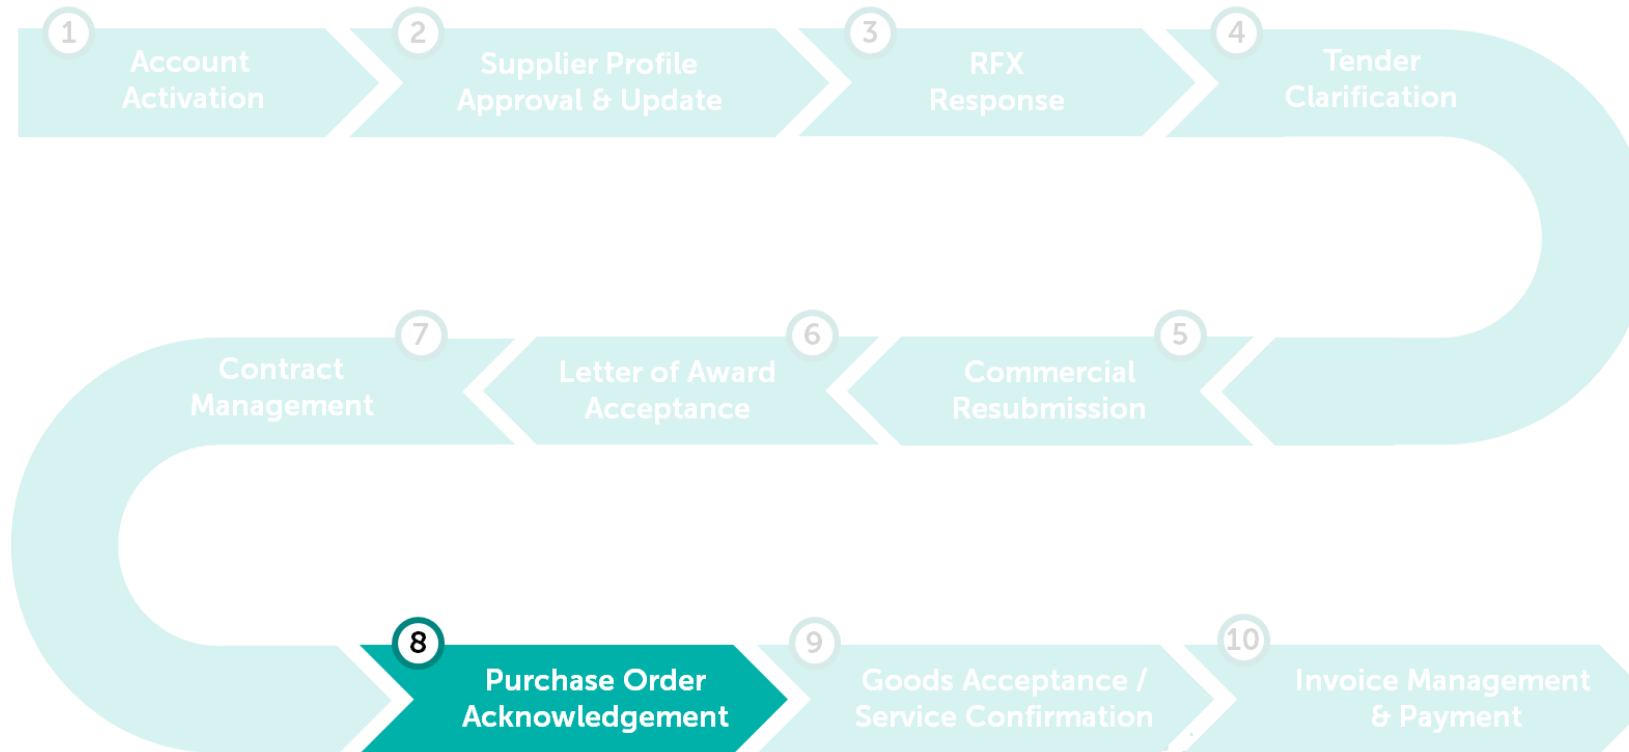 1
Account
Activation
2
Supplier Profile
Approval & Update
3
RFX
Response
4
Tender
Clarification
5
Commercial
Resubmission
6
Letter of Award
Acceptance
7
Contract
Management
8
Purchase Order
Acknowledgement
9
Goods Acceptance /
Service Confirmation
10
Invoice Management
& Payment